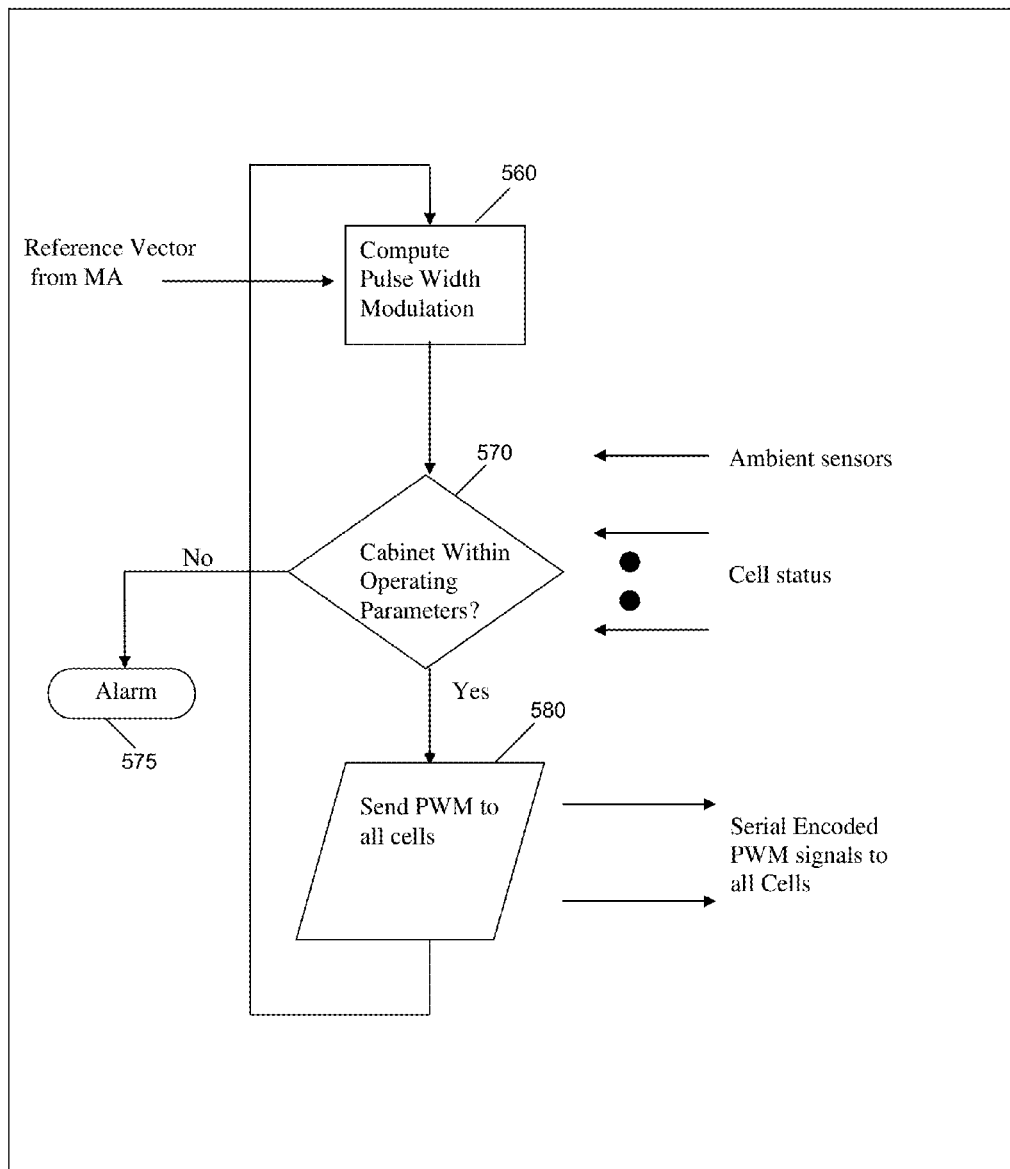 560
Reference Vector
from MA
Compute
Pulse Width
Modulation
570
Ambient sensors
No
Cabinet Within
Operating
Parameters?
Cell status
Alarm
575
Yes
580
Send PWM to
all cells
Serial Encoded
PWM signals to
all Cells